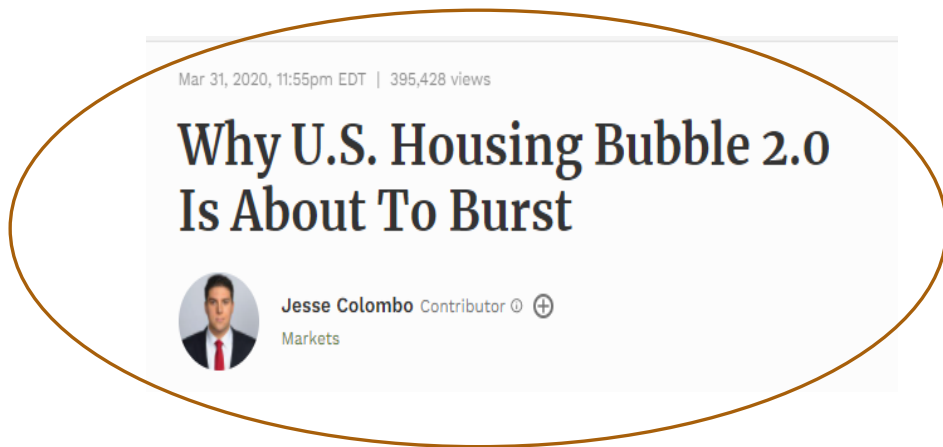 Mar 31, 2020, 11:55pm EDT | 395,428 views
Why U.S. Housing Bubble 2.0
Is About To Burst
Jesse Colombo Contributor
Markets